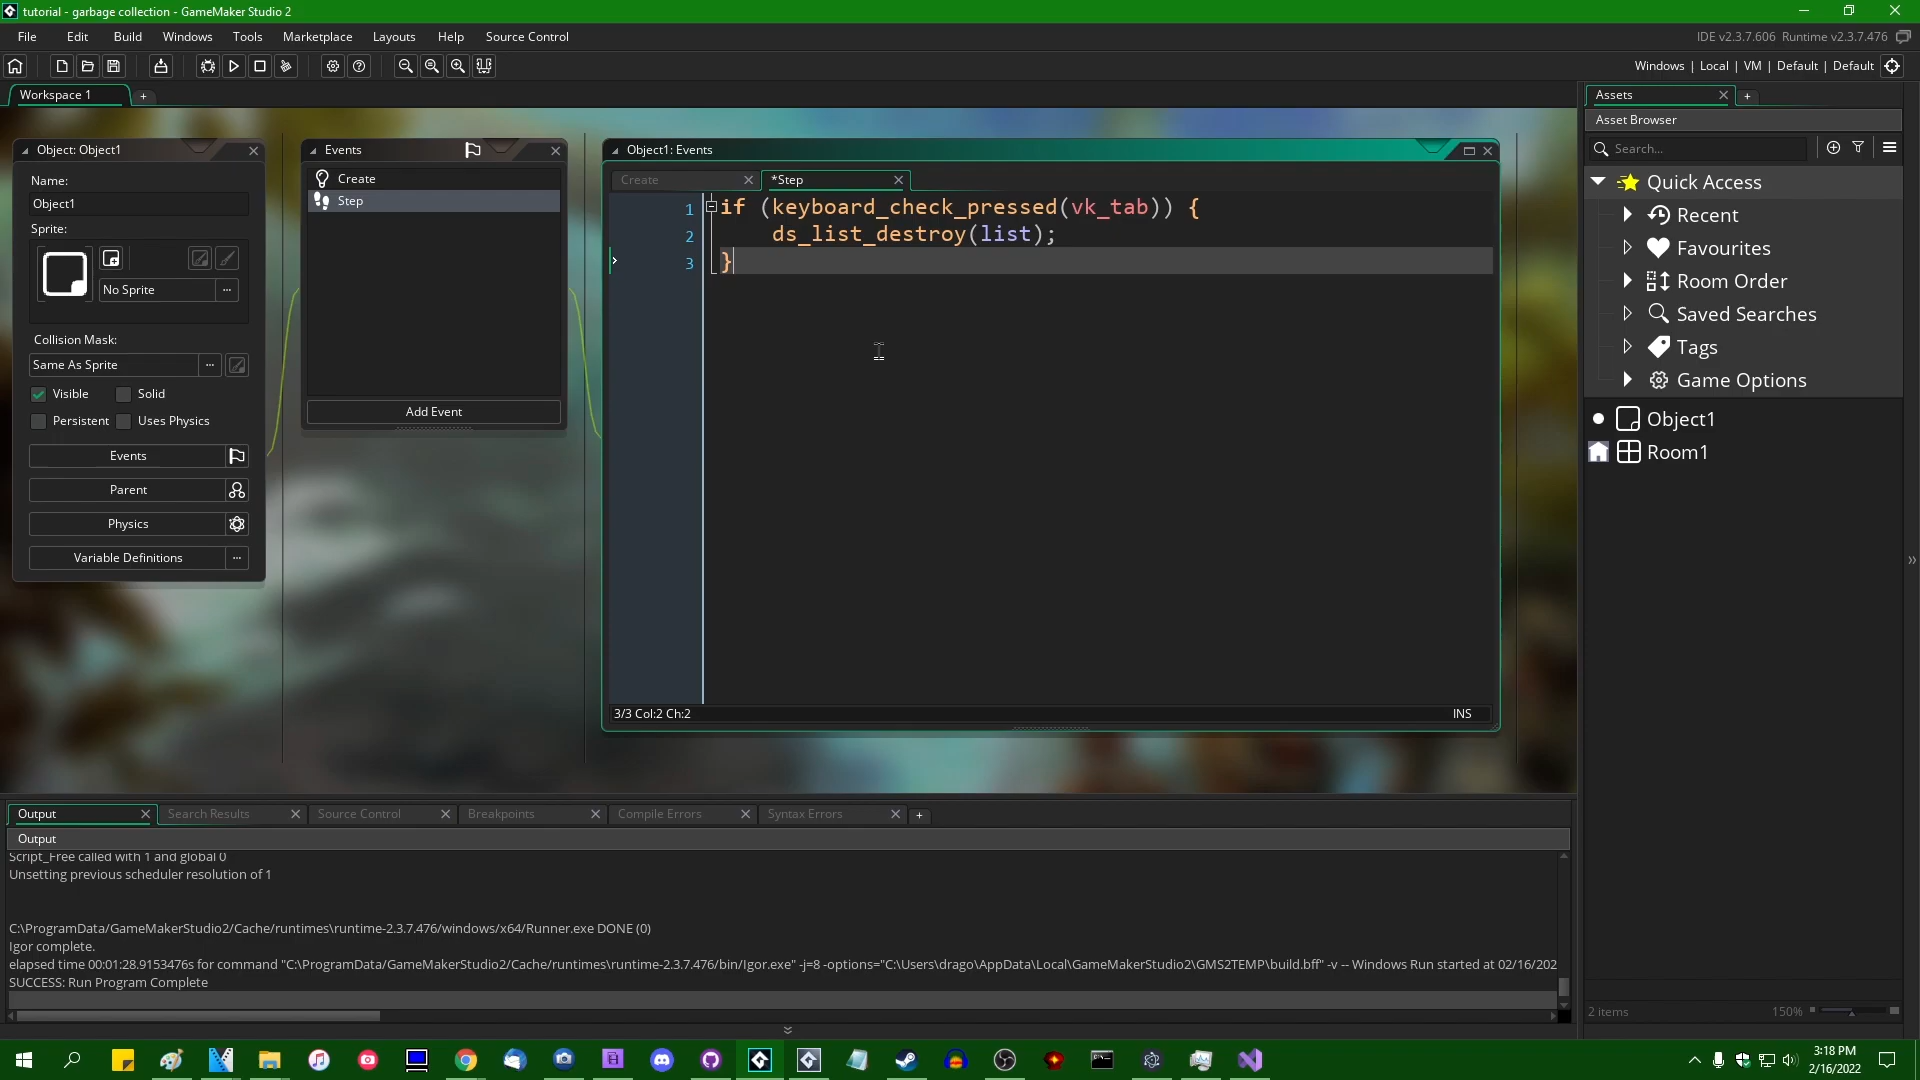 tutorial - garbage collection - GameMaker Studio 2
File Edit Build Windows Tools Marketplace Layouts Help Source Control
IDE v2.3.7.606 Runtime v2.3.7.476
Windows | Local | VM | Default | Default
Workspace 1
Object: Object1
Name:
Object1
Sprite:
No Sprite
Collision Mask:
Same As Sprite
Visible Solid
Persistent Uses Physics
Events
Parent
Physics
Variable Definitions
Events
Create
Step
Add Event
Object1: Events
Create *Step
1 if (keyboard_check_pressed(vk_tab)) {
2 ds_list_destroy(list);
3 }
3/3 Col:2 Ch:2 INS
Assets
Asset Browser
Search...
Quick Access
Recent
Favourites
Room Order
Saved Searches
Tags
Game Options
Object1
Room1
2 items 150%
Output Search Results Source Control Breakpoints Compile Errors Syntax Errors
Output
Script_Free called with 1 and global 0
Unsetting previous scheduler resolution of 1
C:\ProgramData/GameMakerStudio2/Cache/runtimes\runtime-2.3.7.476/windows/x64/Runner.exe DONE (0)
Igor complete.
elapsed time 00:01:28.9153476s for command "C:\ProgramData/GameMakerStudio2/Cache/runtimes\runtime-2.3.7.476/bin/Igor.exe" -j=8 -options="C:\Users\drago\AppData\Local\GameMakerStudio2\GMS2TEMP\build.bff" -v -- Windows Run started at 02/16/202
SUCCESS: Run Program Complete
3:18 PM
2/16/2022